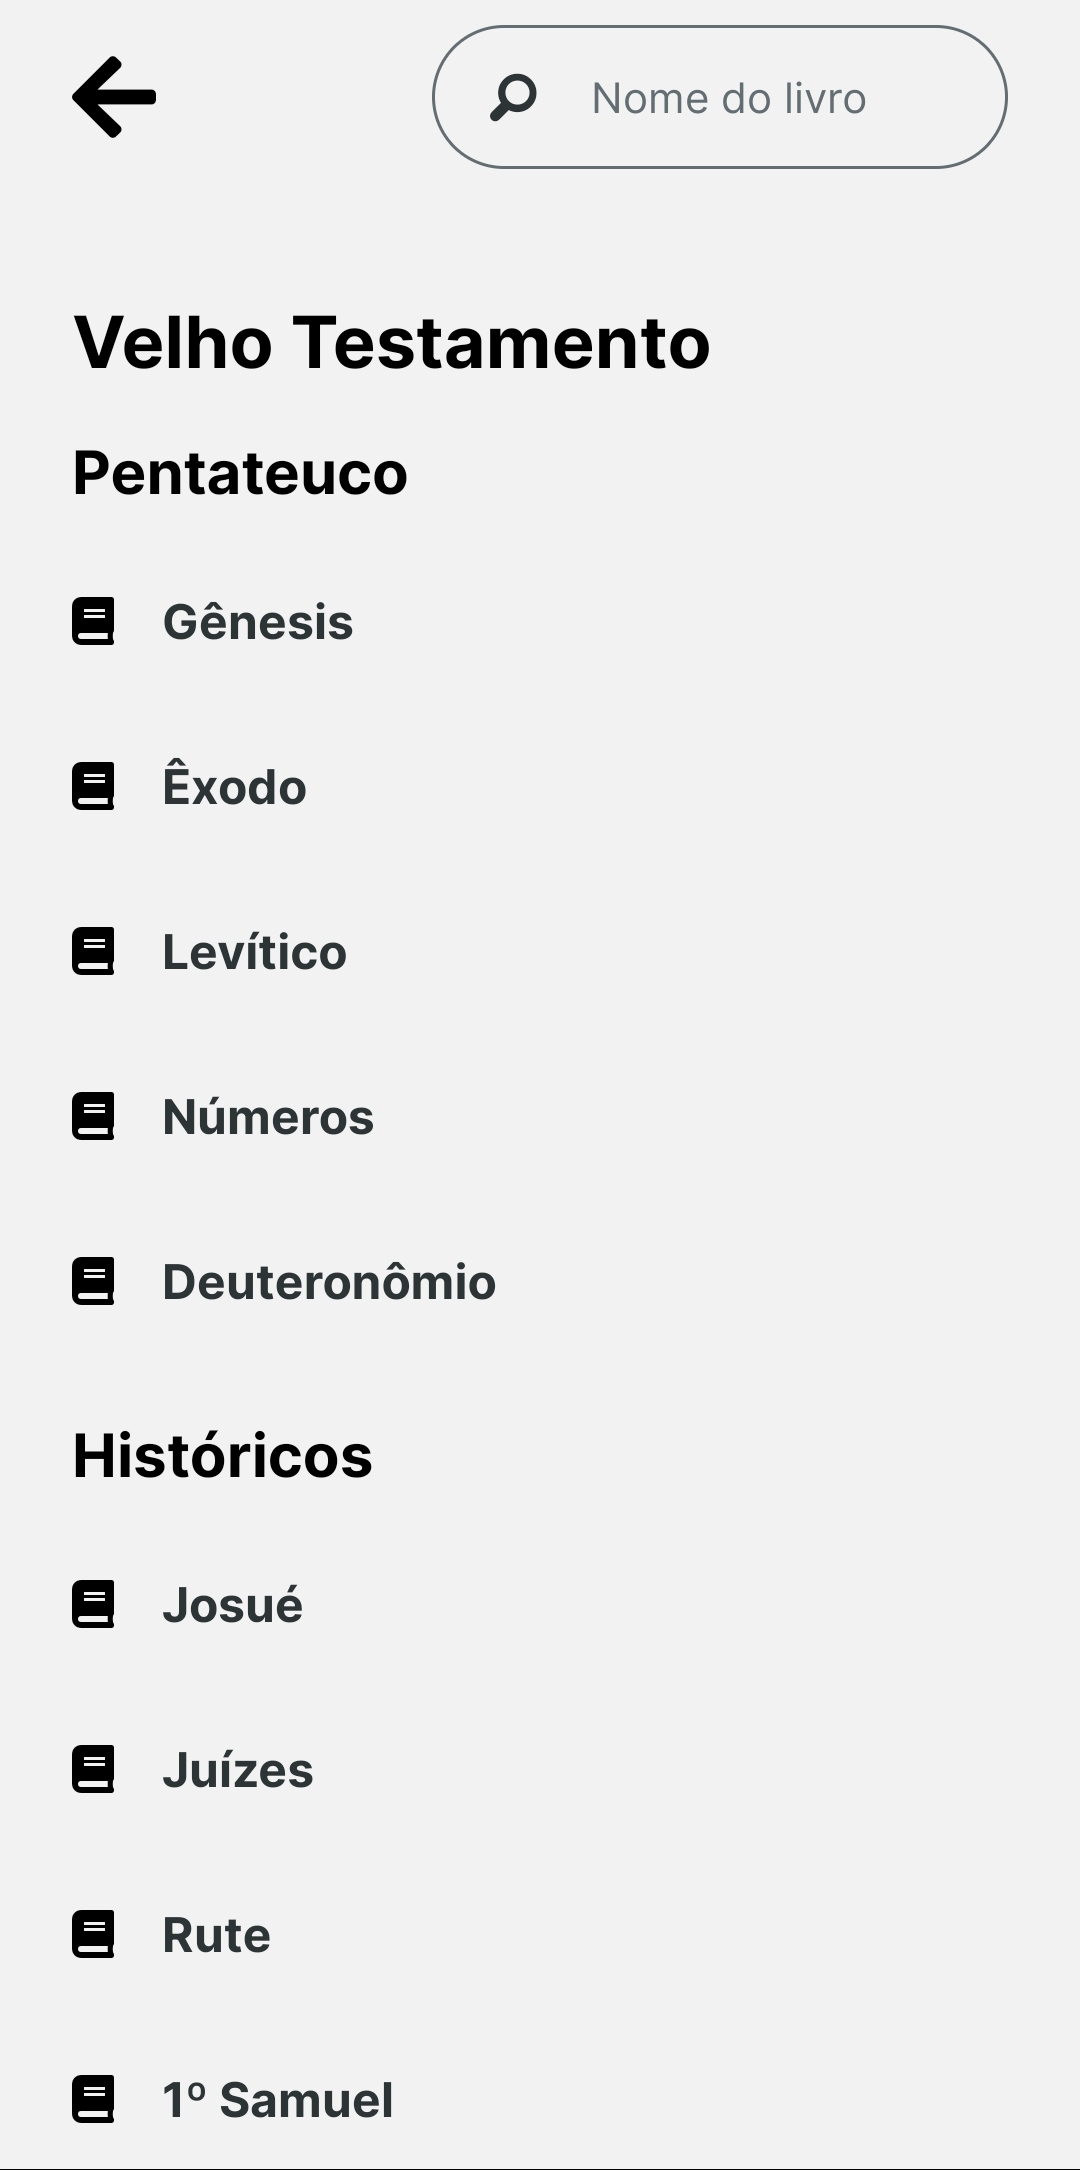 Nome do livro
Velho Testamento
Pentateuco
Gênesis
Êxodo
Levítico
Números
Deuteronômio
Históricos
Josué
Juízes
Rute
1º Samuel